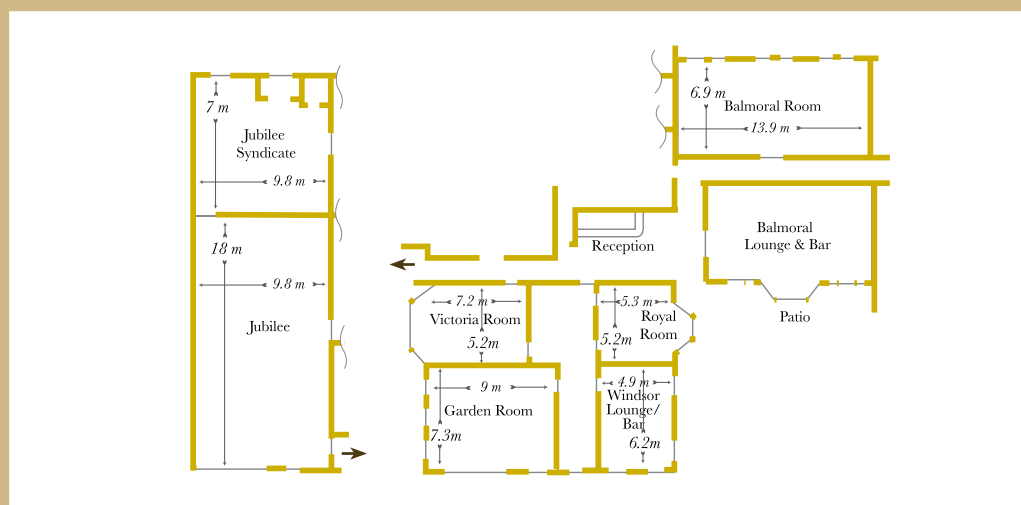 7 m
Jubilee
Syndicate
9.8 m
18 m
9.8 m
Jubilee
6.9 m
Balmoral Room
13.9 m
Reception
Balmoral
Lounge & Bar
Patio
7.2 m
Victoria Room
5.2m
5.3 m
Royal
Room
5.2m
9 m
Garden Room
7.3m
4.9 m
Windsor
Lounge/
Bar
6.2m